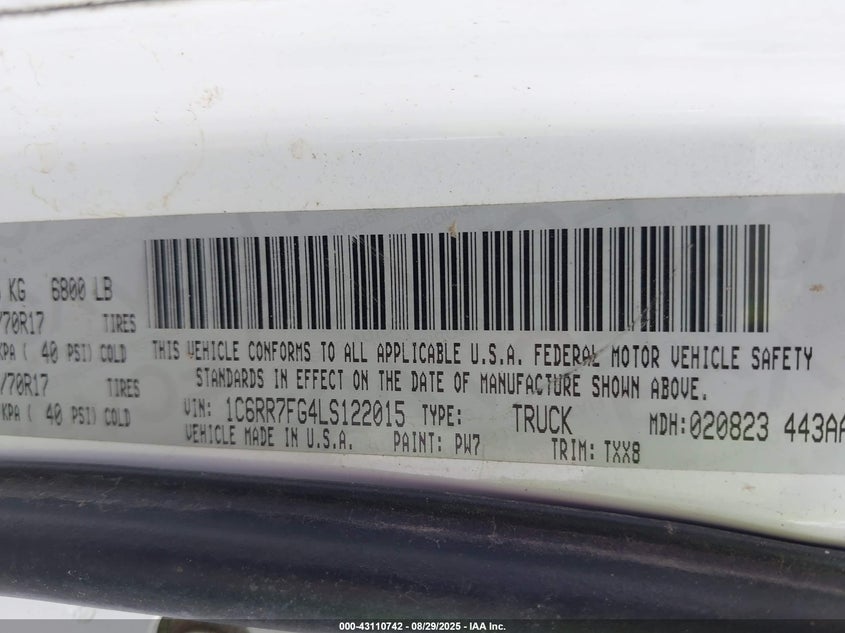 KG 6800 LB
/70R17 TIRES
KPA ( 40 PSI) COLD
/70R17 TIRES
KPA ( 40 PSI) COLD
THIS VEHICLE CONFORMS TO ALL APPLICABLE U.S.A. FEDERAL MOTOR VEHICLE SAFETY
STANDARDS IN EFFECT ON THE DATE OF MANUFACTURE SHOWN ABOVE.
VIN: 1C6RR7FG4LS122015 TYPE: TRUCK MDH:020823 443AA
VEHICLE MADE IN U.S.A. PAINT: PW7 TRIM: TXX8
000-43110742 | 08/29/2025 - IAA Inc.